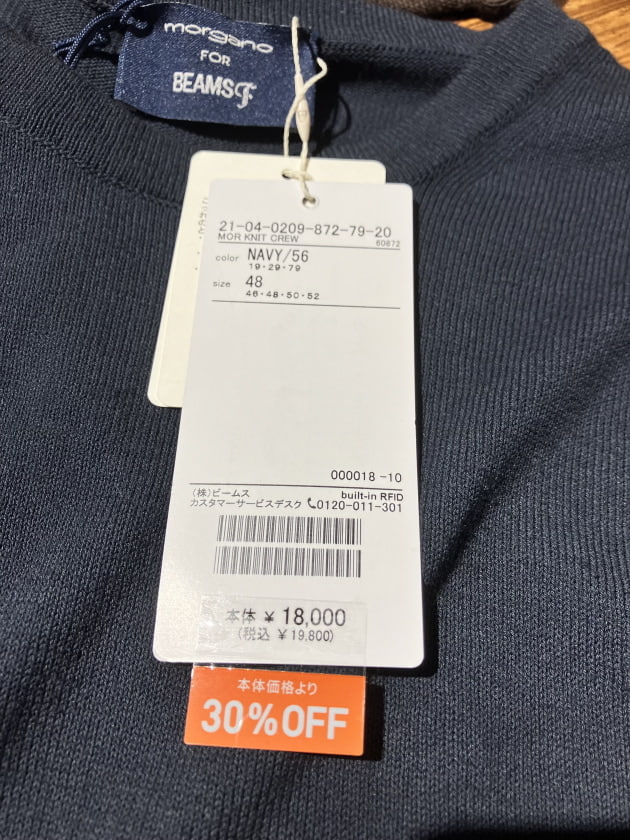 morgano
FOR
BEAMS F
21-04-0209-872-79-20
MOR KNIT CREW 60872
color NAVY/56
19・29・79
size 48
46・48・50・52
000018 -10
(株)ビームス built-in RFID
カスタマーサービスデスク 📞0120-011-301
本体 ¥ 18,000
(税込 ¥19,800)
本体価格より
30%OFF